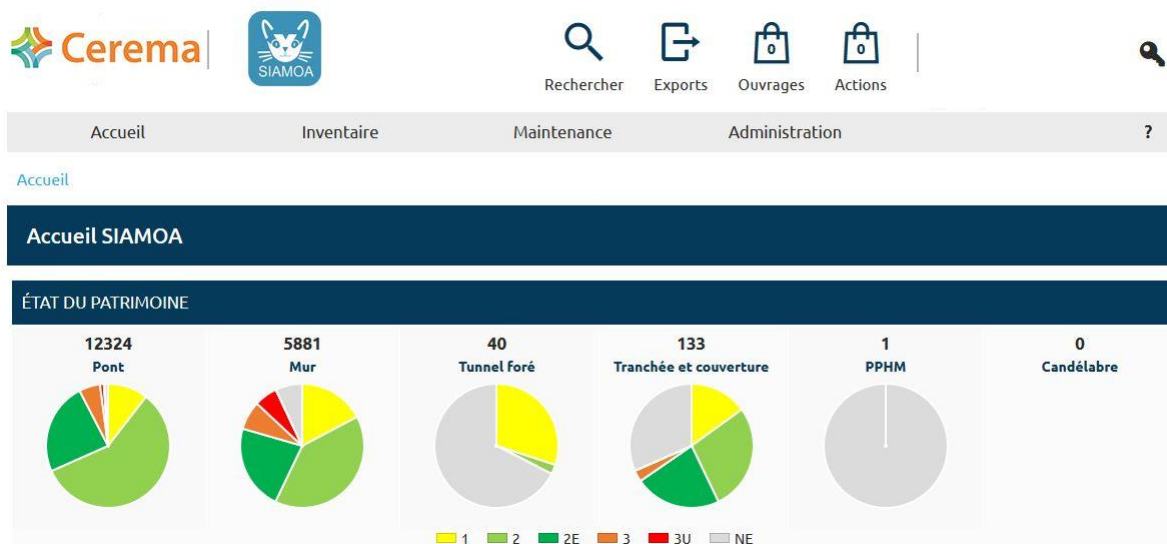 Cerema
SIAMOA
0
0
Rechercher
Exports
Ouvrages
Actions
Accueil
Inventaire
Maintenance
Administration
?
Accueil
Accueil SIAMOA
ÉTAT DU PATRIMOINE
12324
Pont
5881
Mur
40
Tunnel foré
133
Tranchée et couverture
1
PPHM
0
Candélabre
1
2
2E
3
3U
NE